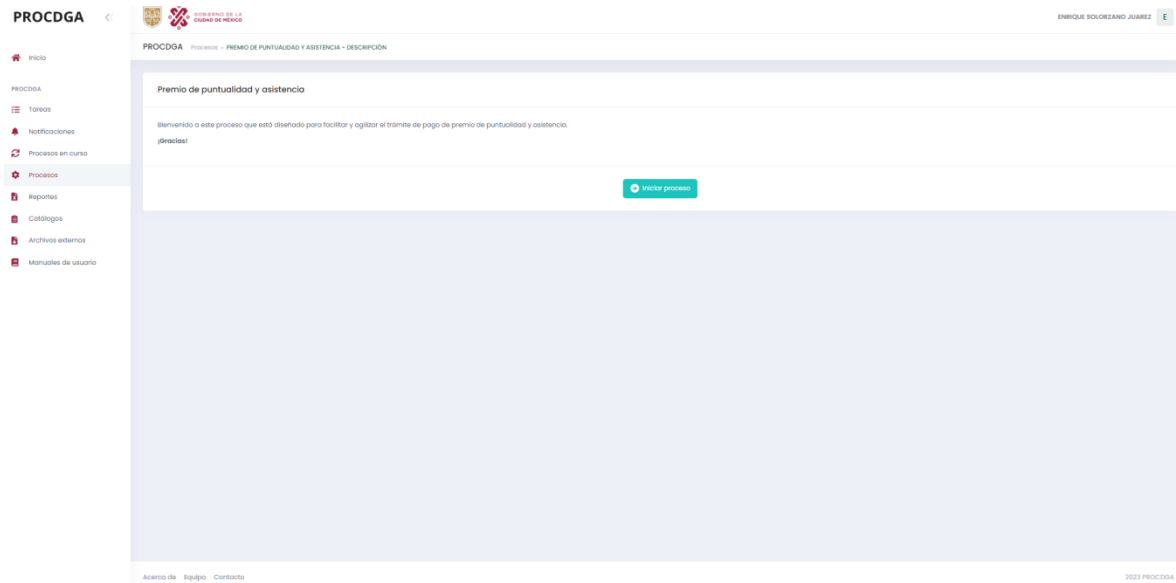 PROCDGA
GOBIERNO DE LA
CIUDAD DE MÉXICO
ENRIQUE SOLORZANO JUAREZ E
PROCDGA Procesos - PREMIO DE PUNTUALIDAD Y ASISTENCIA - DESCRIPCIÓN
Inicio
PROCDGA
Tareas
Notificaciones
Procesos en curso
Procesos
Reportes
Catálogos
Archivos externos
Manuales de usuario
Premio de puntualidad y asistencia
Bienvenido a este proceso que está diseñado para facilitar y agilizar el trámite de pago de premio de puntualidad y asistencia.
¡Gracias!
Iniciar proceso
Acerca de Equipo Contacto
2023 PROCDGA